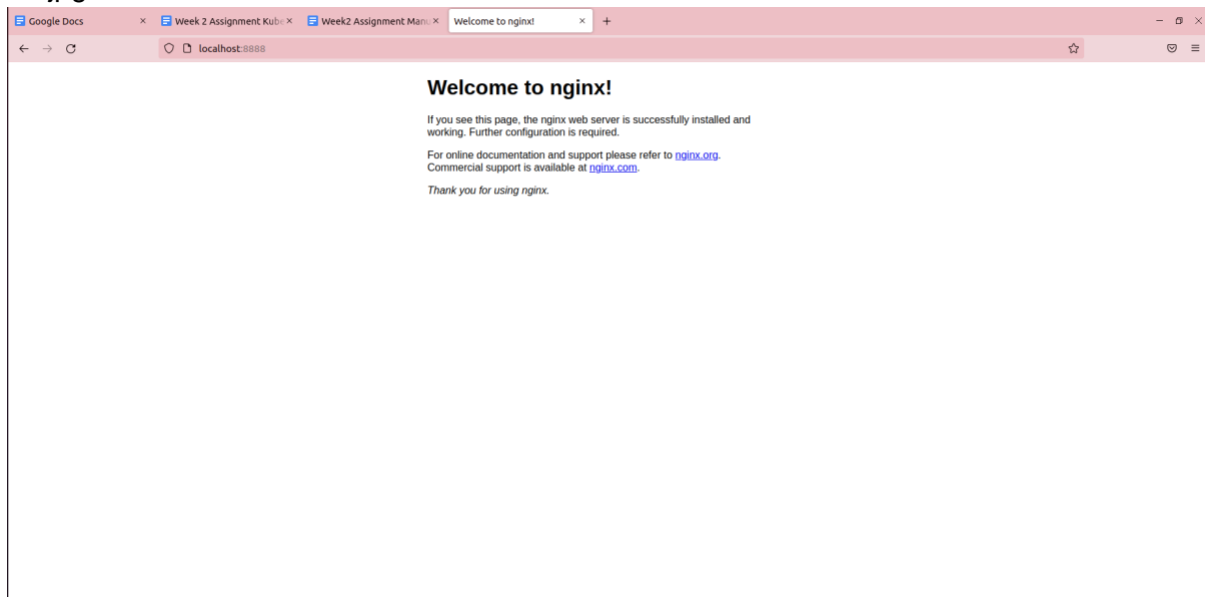 Google Docs
Week 2 Assignment Kube
Week2 Assignment Manu
Welcome to nginx!
localhost:8888
Welcome to nginx!
If you see this page, the nginx web server is successfully installed and
working. Further configuration is required.
For online documentation and support please refer to nginx.org.
Commercial support is available at nginx.com.
Thank you for using nginx.